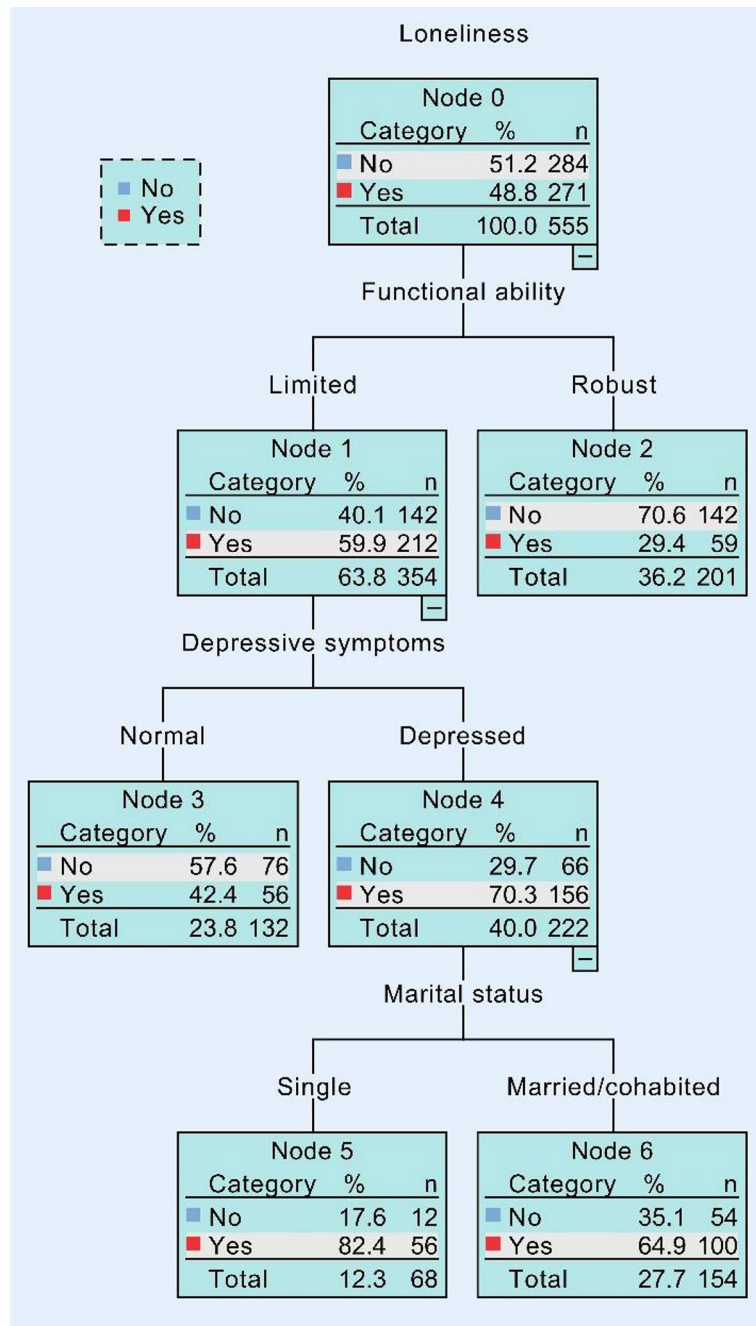 Loneliness
Node 0
Category % n
No 51.2 284
Yes 48.8 271
Total 100.0 555
No
Yes
Functional ability
Limited
Robust
Node 1
Category % n
No 40.1 142
Yes 59.9 212
Total 63.8 354
Node 2
Category % n
No 70.6 142
Yes 29.4 59
Total 36.2 201
Depressive symptoms
Normal
Depressed
Node 3
Category % n
No 57.6 76
Yes 42.4 56
Total 23.8 132
Node 4
Category % n
No 29.7 66
Yes 70.3 156
Total 40.0 222
Marital status
Single
Married/cohabited
Node 5
Category % n
No 17.6 12
Yes 82.4 56
Total 12.3 68
Node 6
Category % n
No 35.1 54
Yes 64.9 100
Total 27.7 154